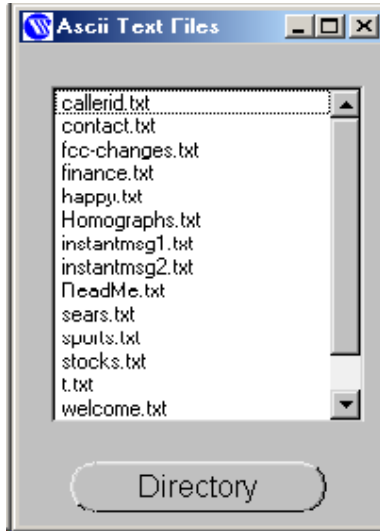 Ascii Text Files
callerid.txt
contact.txt
fcc-changes.txt
finance.txt
happy.txt
Homographs.txt
instantmsg1.txt
instantmsg2.txt
ReadMe.txt
sears.txt
sports.txt
stocks.txt
t.txt
welcome.txt
Directory